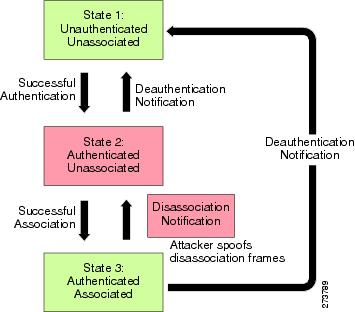 State 1:
Unauthenticated
Unassociated
Successful
Authentication
Deauthentication
Notification
State 2:
Authenticated
Unassociated
Deauthentication
Notification
Successful
Association
Disassociation
Notification
Attacker spoofs
disassociation frames
State 3:
Authenticated
Associated
273789